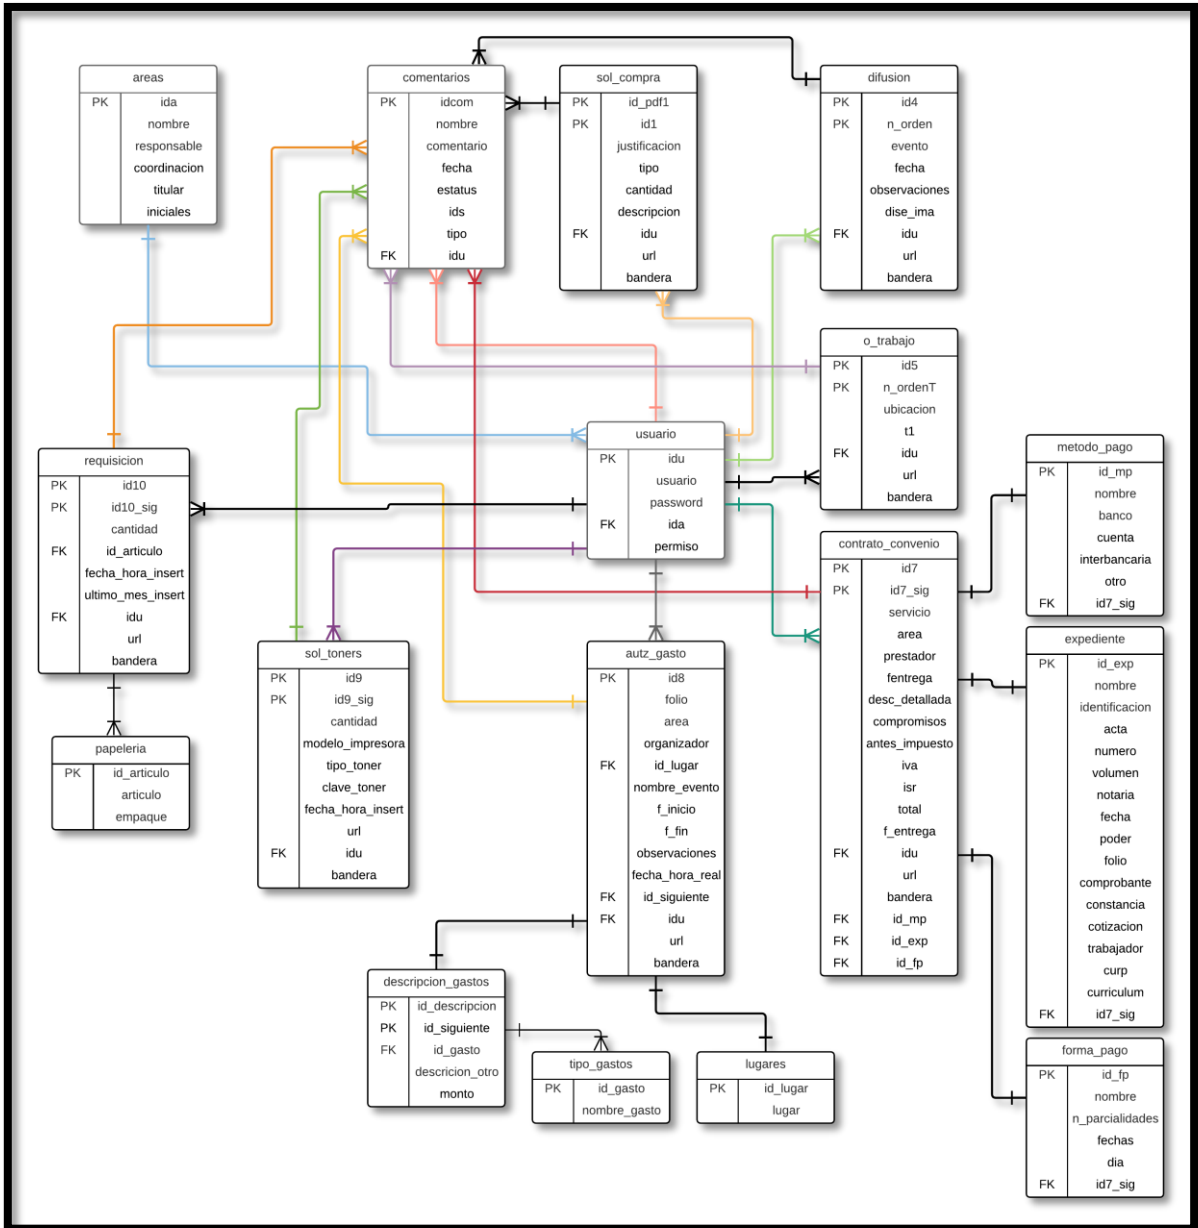 areas
PK ida
nombre
responsable
coordinacion
titular
iniciales
comentarios
PK idcom
nombre
comentario
fecha
estatus
ids
tipo
FK idu
sol_compra
PK id_pdf1
PK id1
justificacion
tipo
cantidad
descripcion
FK idu
url
bandera
difusion
PK id4
PK n_orden
evento
fecha
observaciones
dise_ima
FK idu
url
bandera
o_trabajo
PK id5
PK n_ordenT
ubicacion
t1
FK idu
url
bandera
usuario
PK idu
usuario
password
FK ida
permiso
requisicion
PK id10
PK id10_sig
cantidad
FK id_articulo
fecha_hora_insert
ultimo_mes_insert
FK idu
url
bandera
metodo_pago
PK id_mp
nombre
banco
cuenta
interbancaria
otro
FK id7_sig
contrato_convenio
PK id7
PK id7_sig
servicio
area
prestador
fentrega
desc_detallada
compromisos
antes_impuesto
iva
isr
total
f_entrega
FK idu
url
bandera
FK id_mp
FK id_exp
FK id_fp
expediente
PK id_exp
nombre
identificacion
acta
numero
volumen
notaria
fecha
poder
folio
comprobante
constancia
cotizacion
trabajador
curp
curriculum
FK id7_sig
sol_toners
PK id9
PK id9_sig
cantidad
modelo_impresora
tipo_toner
clave_toner
fecha_hora_insert
url
FK idu
bandera
autz_gasto
PK id8
folio
area
organizador
FK id_lugar
nombre_evento
f_inicio
f_fin
observaciones
fecha_hora_real
FK id_siguiente
FK idu
url
bandera
papeleria
PK id_articulo
articulo
empaque
descripcion_gastos
PK id_descripcion
PK id_siguiente
FK id_gasto
descricion_otro
monto
tipo_gastos
PK id_gasto
nombre_gasto
lugares
PK id_lugar
lugar
forma_pago
PK id_fp
nombre
n_parcialidades
fechas
dia
FK id7_sig